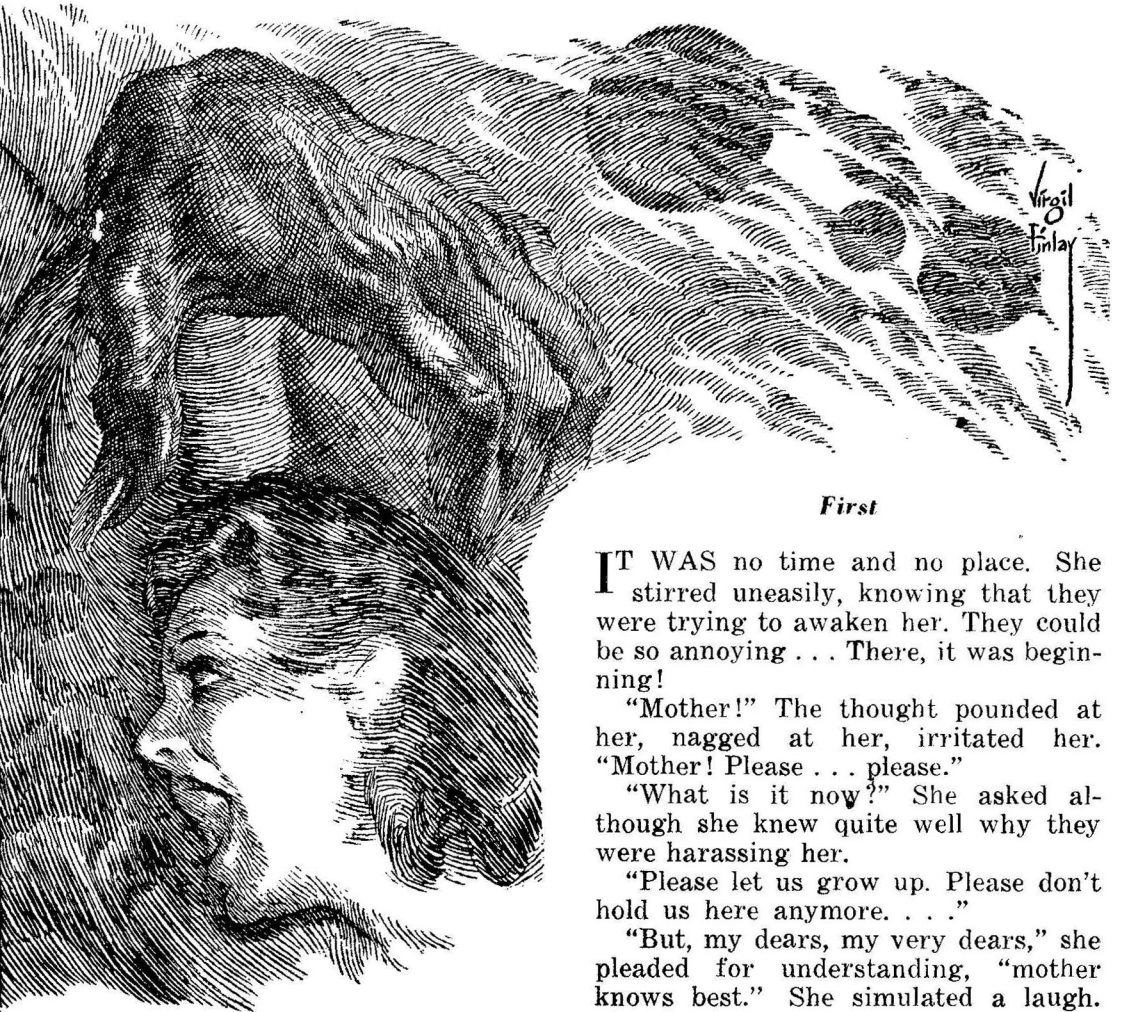 Virgil
Finlay
First
IT WAS no time and no place. She
stirred uneasily, knowing that they
were trying to awaken her. They could
be so annoying . . . There, it was begin-
ning!
“Mother!” The thought pounded at
her, nagged at her, irritated her.
“Mother! Please . . . please.”
“What is it now?” She asked al-
though she knew quite well why they
were harassing her.
“Please let us grow up. Please don’t
hold us here anymore. . . .”
“But, my dears, my very dears,” she
pleaded for understanding, “mother
knows best.” She simulated a laugh.